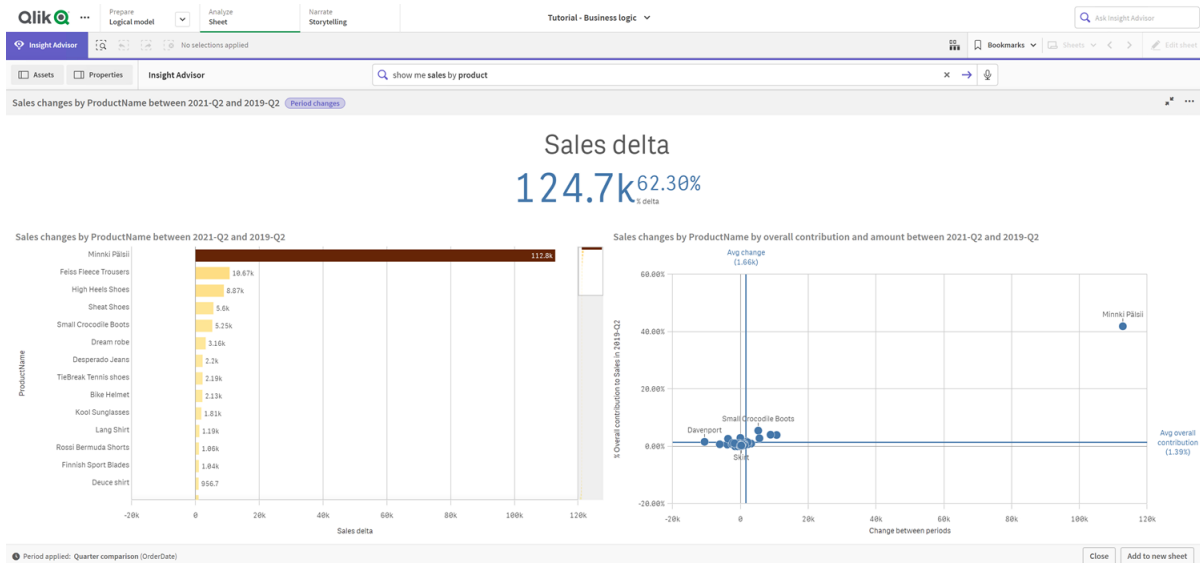 Qlik
Prepare
Logical model
Analyze
Sheet
Narrate
Storytelling
Tutorial - Business logic
Ask Insight Advisor
Insight Advisor
No selections applied
Bookmarks
Sheets
Edit sheet
Assets
Properties
Insight Advisor
show me sales by product
Sales changes by ProductName between 2021-Q2 and 2019-Q2
Period changes
Sales delta
124.7k
62.30%
% delta
Sales changes by ProductName between 2021-Q2 and 2019-Q2
ProductName
Minnki Pälsii 112.8k
Feiss Fleece Trousers 10.67k
High Heels Shoes 8.87k
Sheat Shoes 5.6k
Small Crocodile Boots 5.25k
Dream robe 3.16k
Desperado Jeans 2.2k
TieBreak Tennis shoes 2.19k
Bike Helmet 2.13k
Kool Sunglasses 1.81k
Lang Shirt 1.19k
Rossi Bermuda Shorts 1.06k
Finnish Sport Blades 1.04k
Deuce shirt 956.7
-20k 0 20k 40k 60k 80k 100k 120k
Sales delta
Sales changes by ProductName by overall contribution and amount between 2021-Q2 and 2019-Q2
Avg change
(1.66k)
% Overall contribution to Sales in 2019-Q2
60.00%
Minnki Pälsii
40.00%
20.00%
Small Crocodile Boots
Davenport
0.00%
Skirt
Avg overall
contribution
(1.39%)
-20.00%
-20k 0 20k 40k 60k 80k 100k 120k
Change between periods
Period applied: Quarter comparison (OrderDate)
Close
Add to new sheet